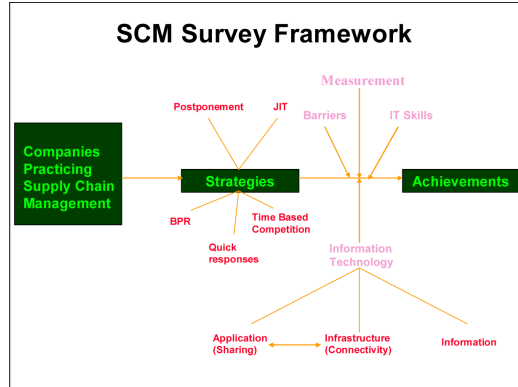 SCM Survey Framework
Measurement
Postponement
JIT
Barriers
IT Skills
Companies
Practicing
Supply Chain
Management
Strategies
Achievements
BPR
Time Based
Competition
Quick
responses
Information
Technology
Application
(Sharing)
Infrastructure
(Connectivity)
Information